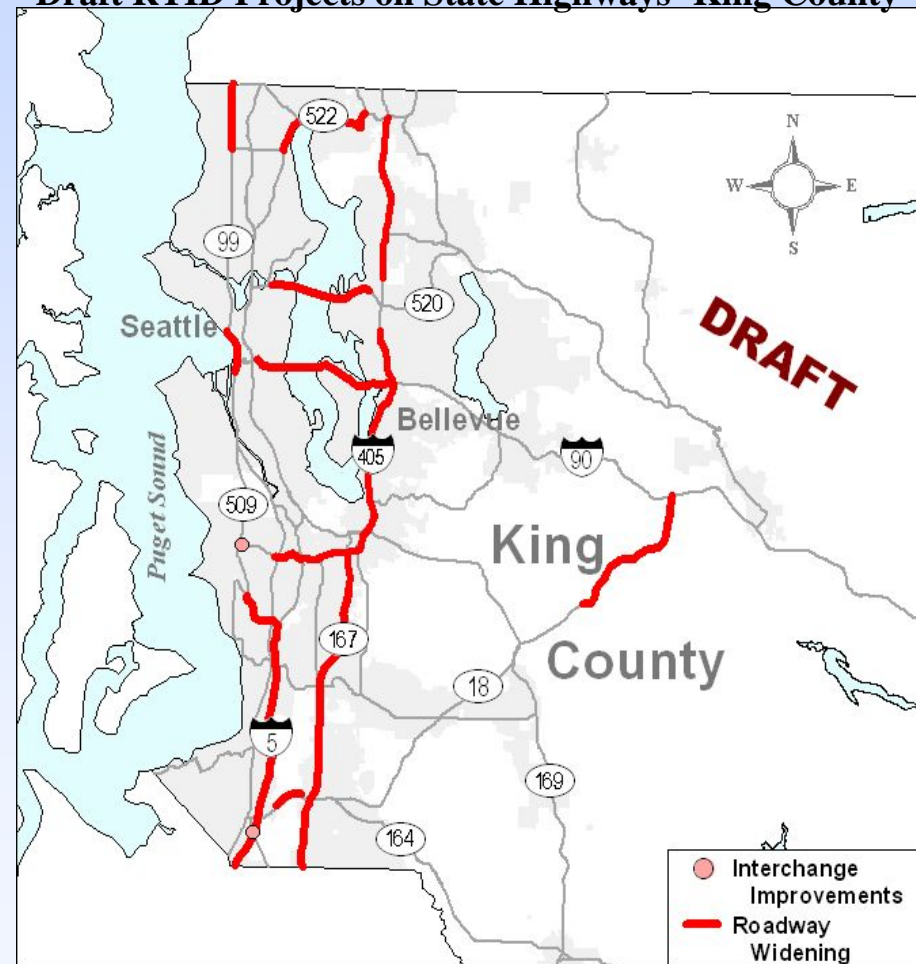 Draft RTID Projects on State Highways- King County
522
N
W E
S
99
520
Seattle
DRAFT
Bellevue
405
90
Puget Sound
509
King
167
County
18
5
169
164
Interchange
Improvements
Roadway
Widening